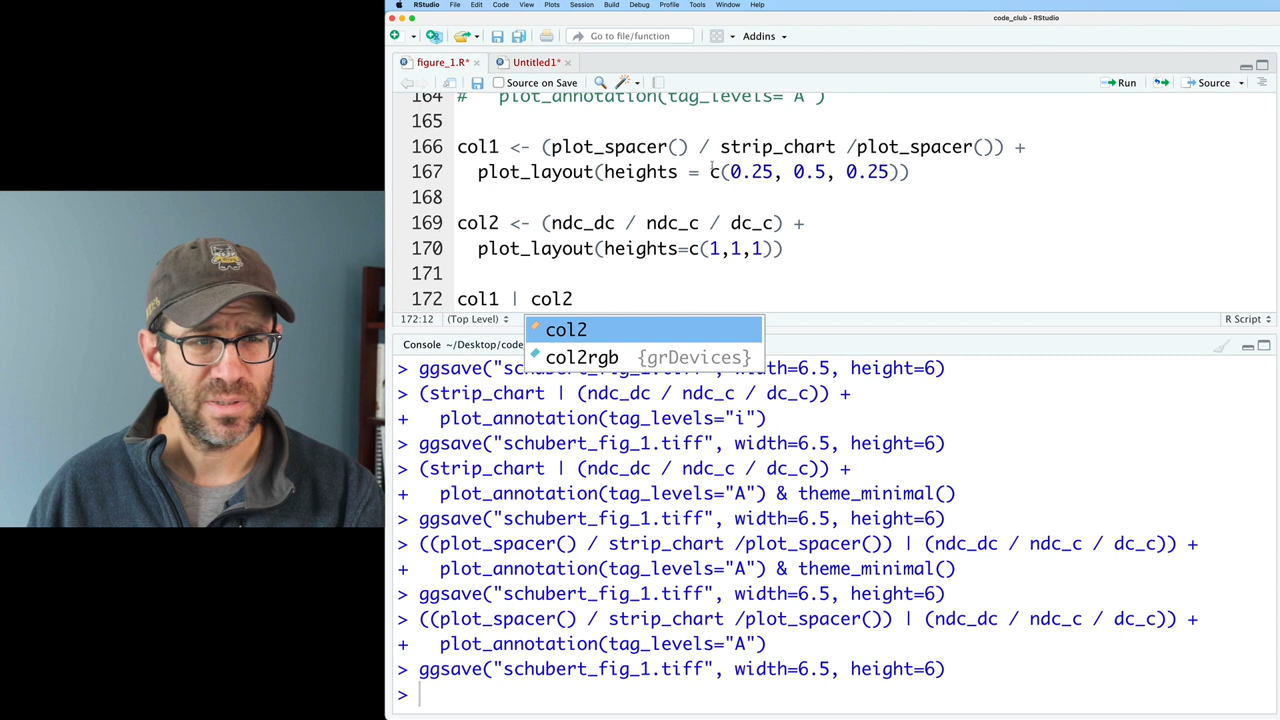 RStudio File Edit Code View Plots Session Build Debug Profile Tools Window Help
code_club - RStudio
Go to file/function Addins
figure_1.R* × Untitled1* ×
Source on Save Run Source
164 # plot_annotation(tag_levels="A")
165
166 col1 <- (plot_spacer() / strip_chart /plot_spacer()) +
167 plot_layout(heights = c(0.25, 0.5, 0.25))
168
169 col2 <- (ndc_dc / ndc_c / dc_c) +
170 plot_layout(heights=c(1,1,1))
171
172 col1 | col2
172:12 (Top Level) R Script
col2
col2rgb {grDevices}
Console ~/Desktop/code
> ggsave("schubert_fig_1.tiff", width=6.5, height=6)
> (strip_chart | (ndc_dc / ndc_c / dc_c)) +
+ plot_annotation(tag_levels="i")
> ggsave("schubert_fig_1.tiff", width=6.5, height=6)
> (strip_chart | (ndc_dc / ndc_c / dc_c)) +
+ plot_annotation(tag_levels="A") & theme_minimal()
> ggsave("schubert_fig_1.tiff", width=6.5, height=6)
> ((plot_spacer() / strip_chart /plot_spacer()) | (ndc_dc / ndc_c / dc_c)) +
+ plot_annotation(tag_levels="A") & theme_minimal()
> ggsave("schubert_fig_1.tiff", width=6.5, height=6)
> ((plot_spacer() / strip_chart /plot_spacer()) | (ndc_dc / ndc_c / dc_c)) +
+ plot_annotation(tag_levels="A")
> ggsave("schubert_fig_1.tiff", width=6.5, height=6)
>